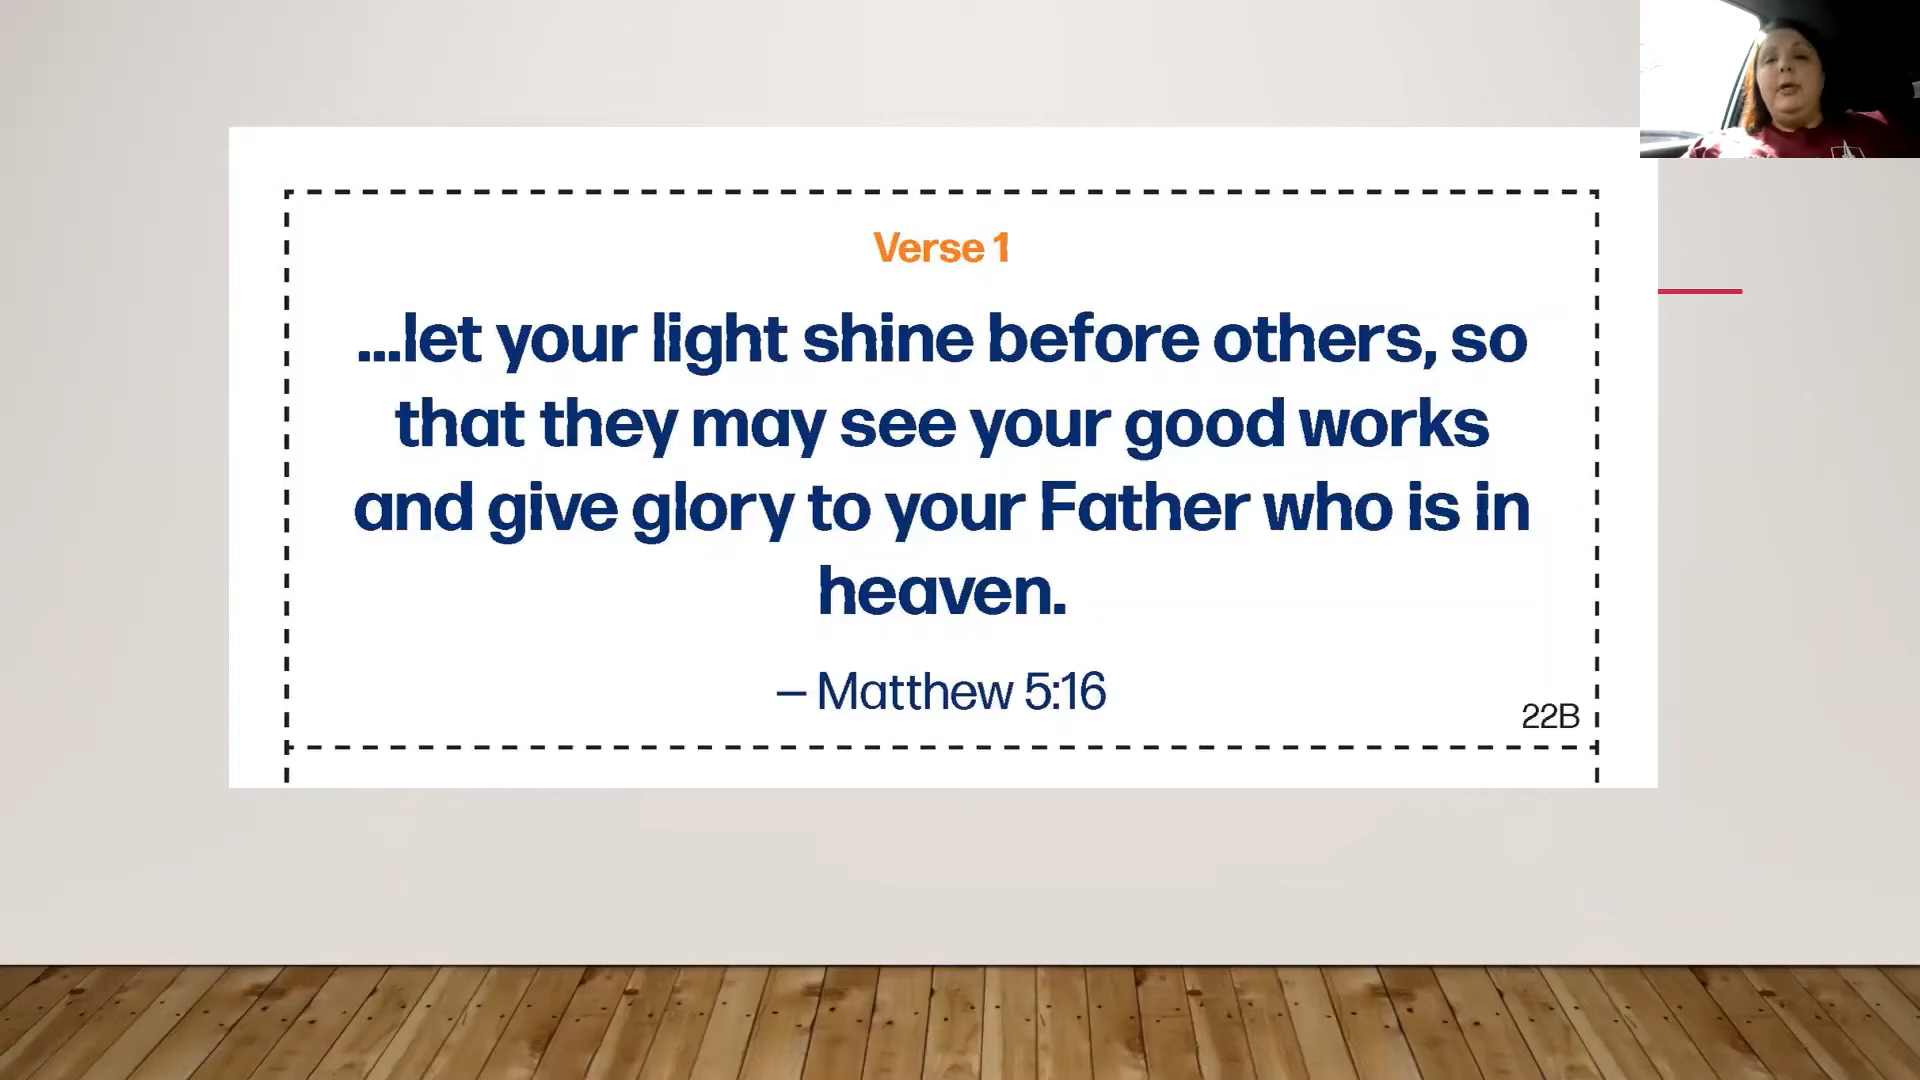 Verse 1
...let your light shine before others, so
that they may see your good works
and give glory to your Father who is in
heaven.
– Matthew 5:16
22B